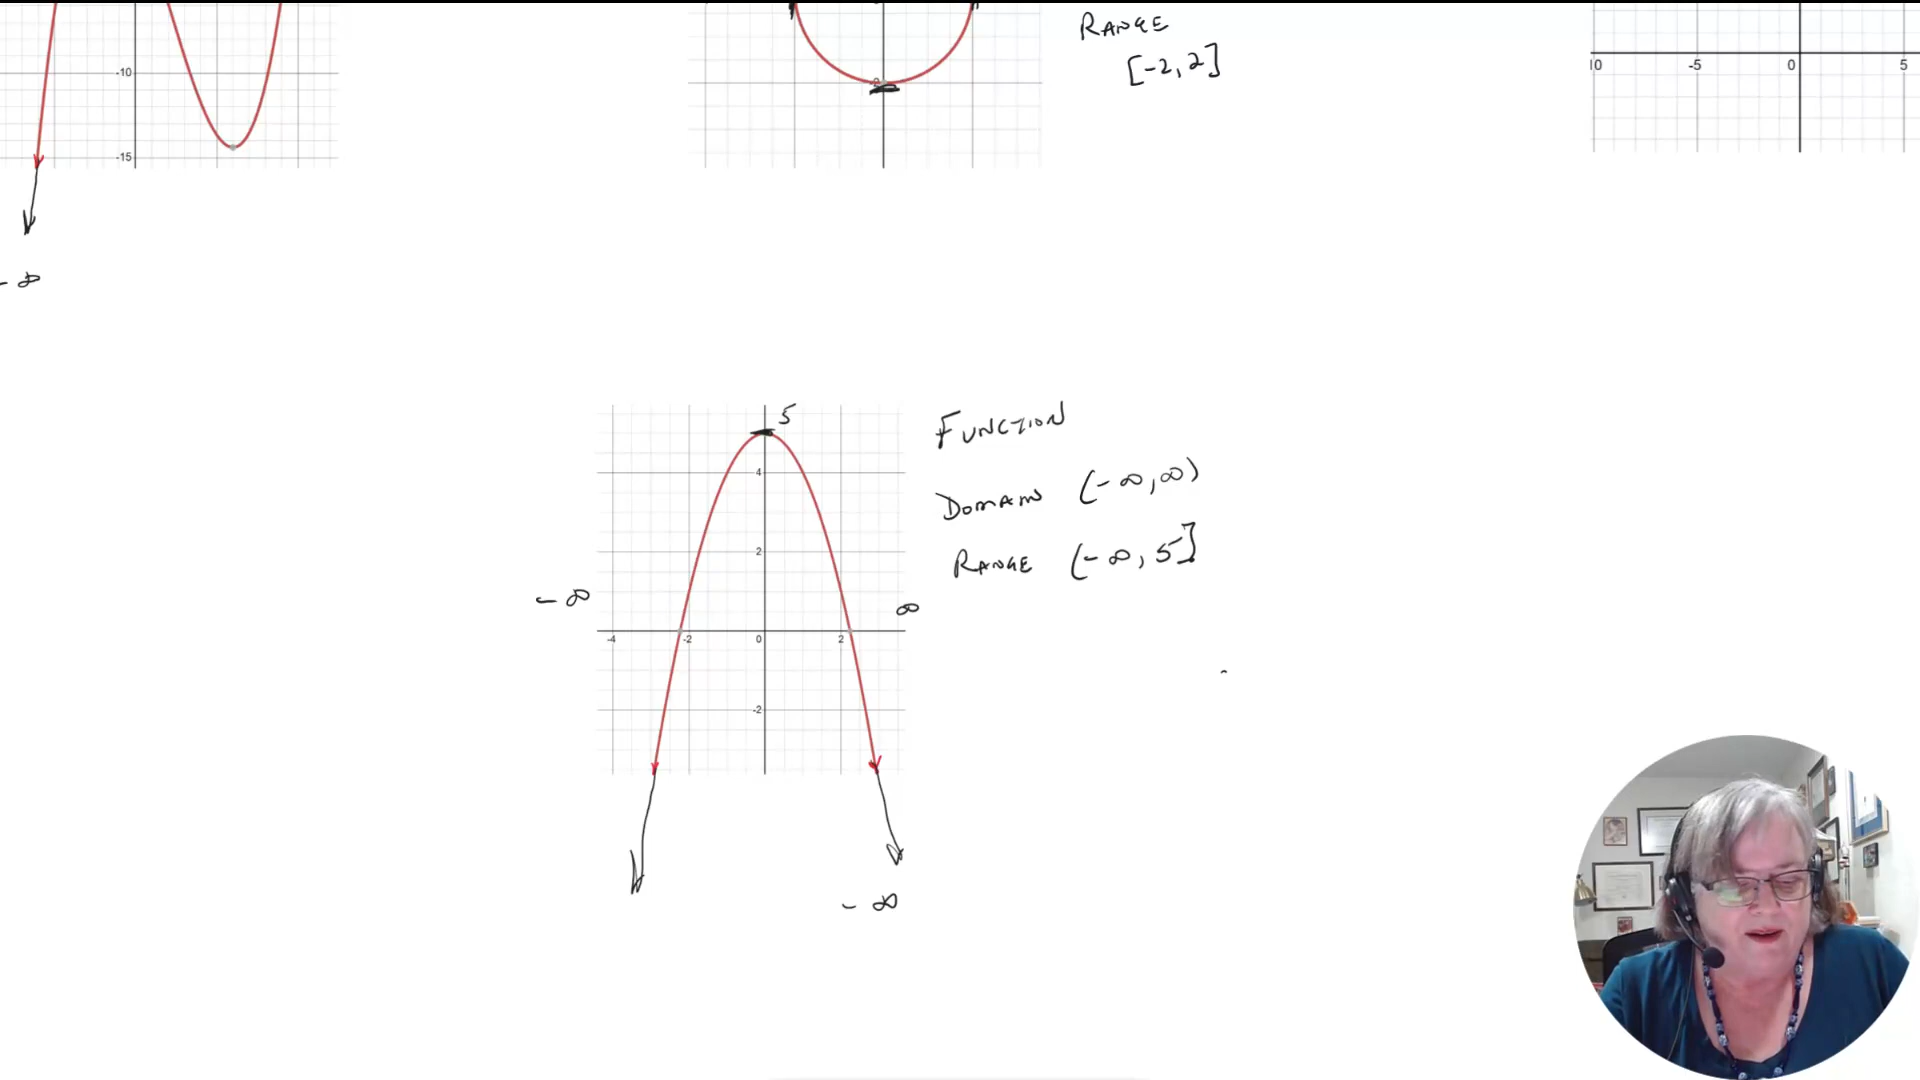 RANGE
[-2, 2]
-10
-15
-2
10 -5 0 5
- ∞
5
FUNCTION
4
DOMAIN (-∞, ∞)
2
RANGE (-∞, 5]
- ∞
∞
-4 -2 0 2
-2
- ∞